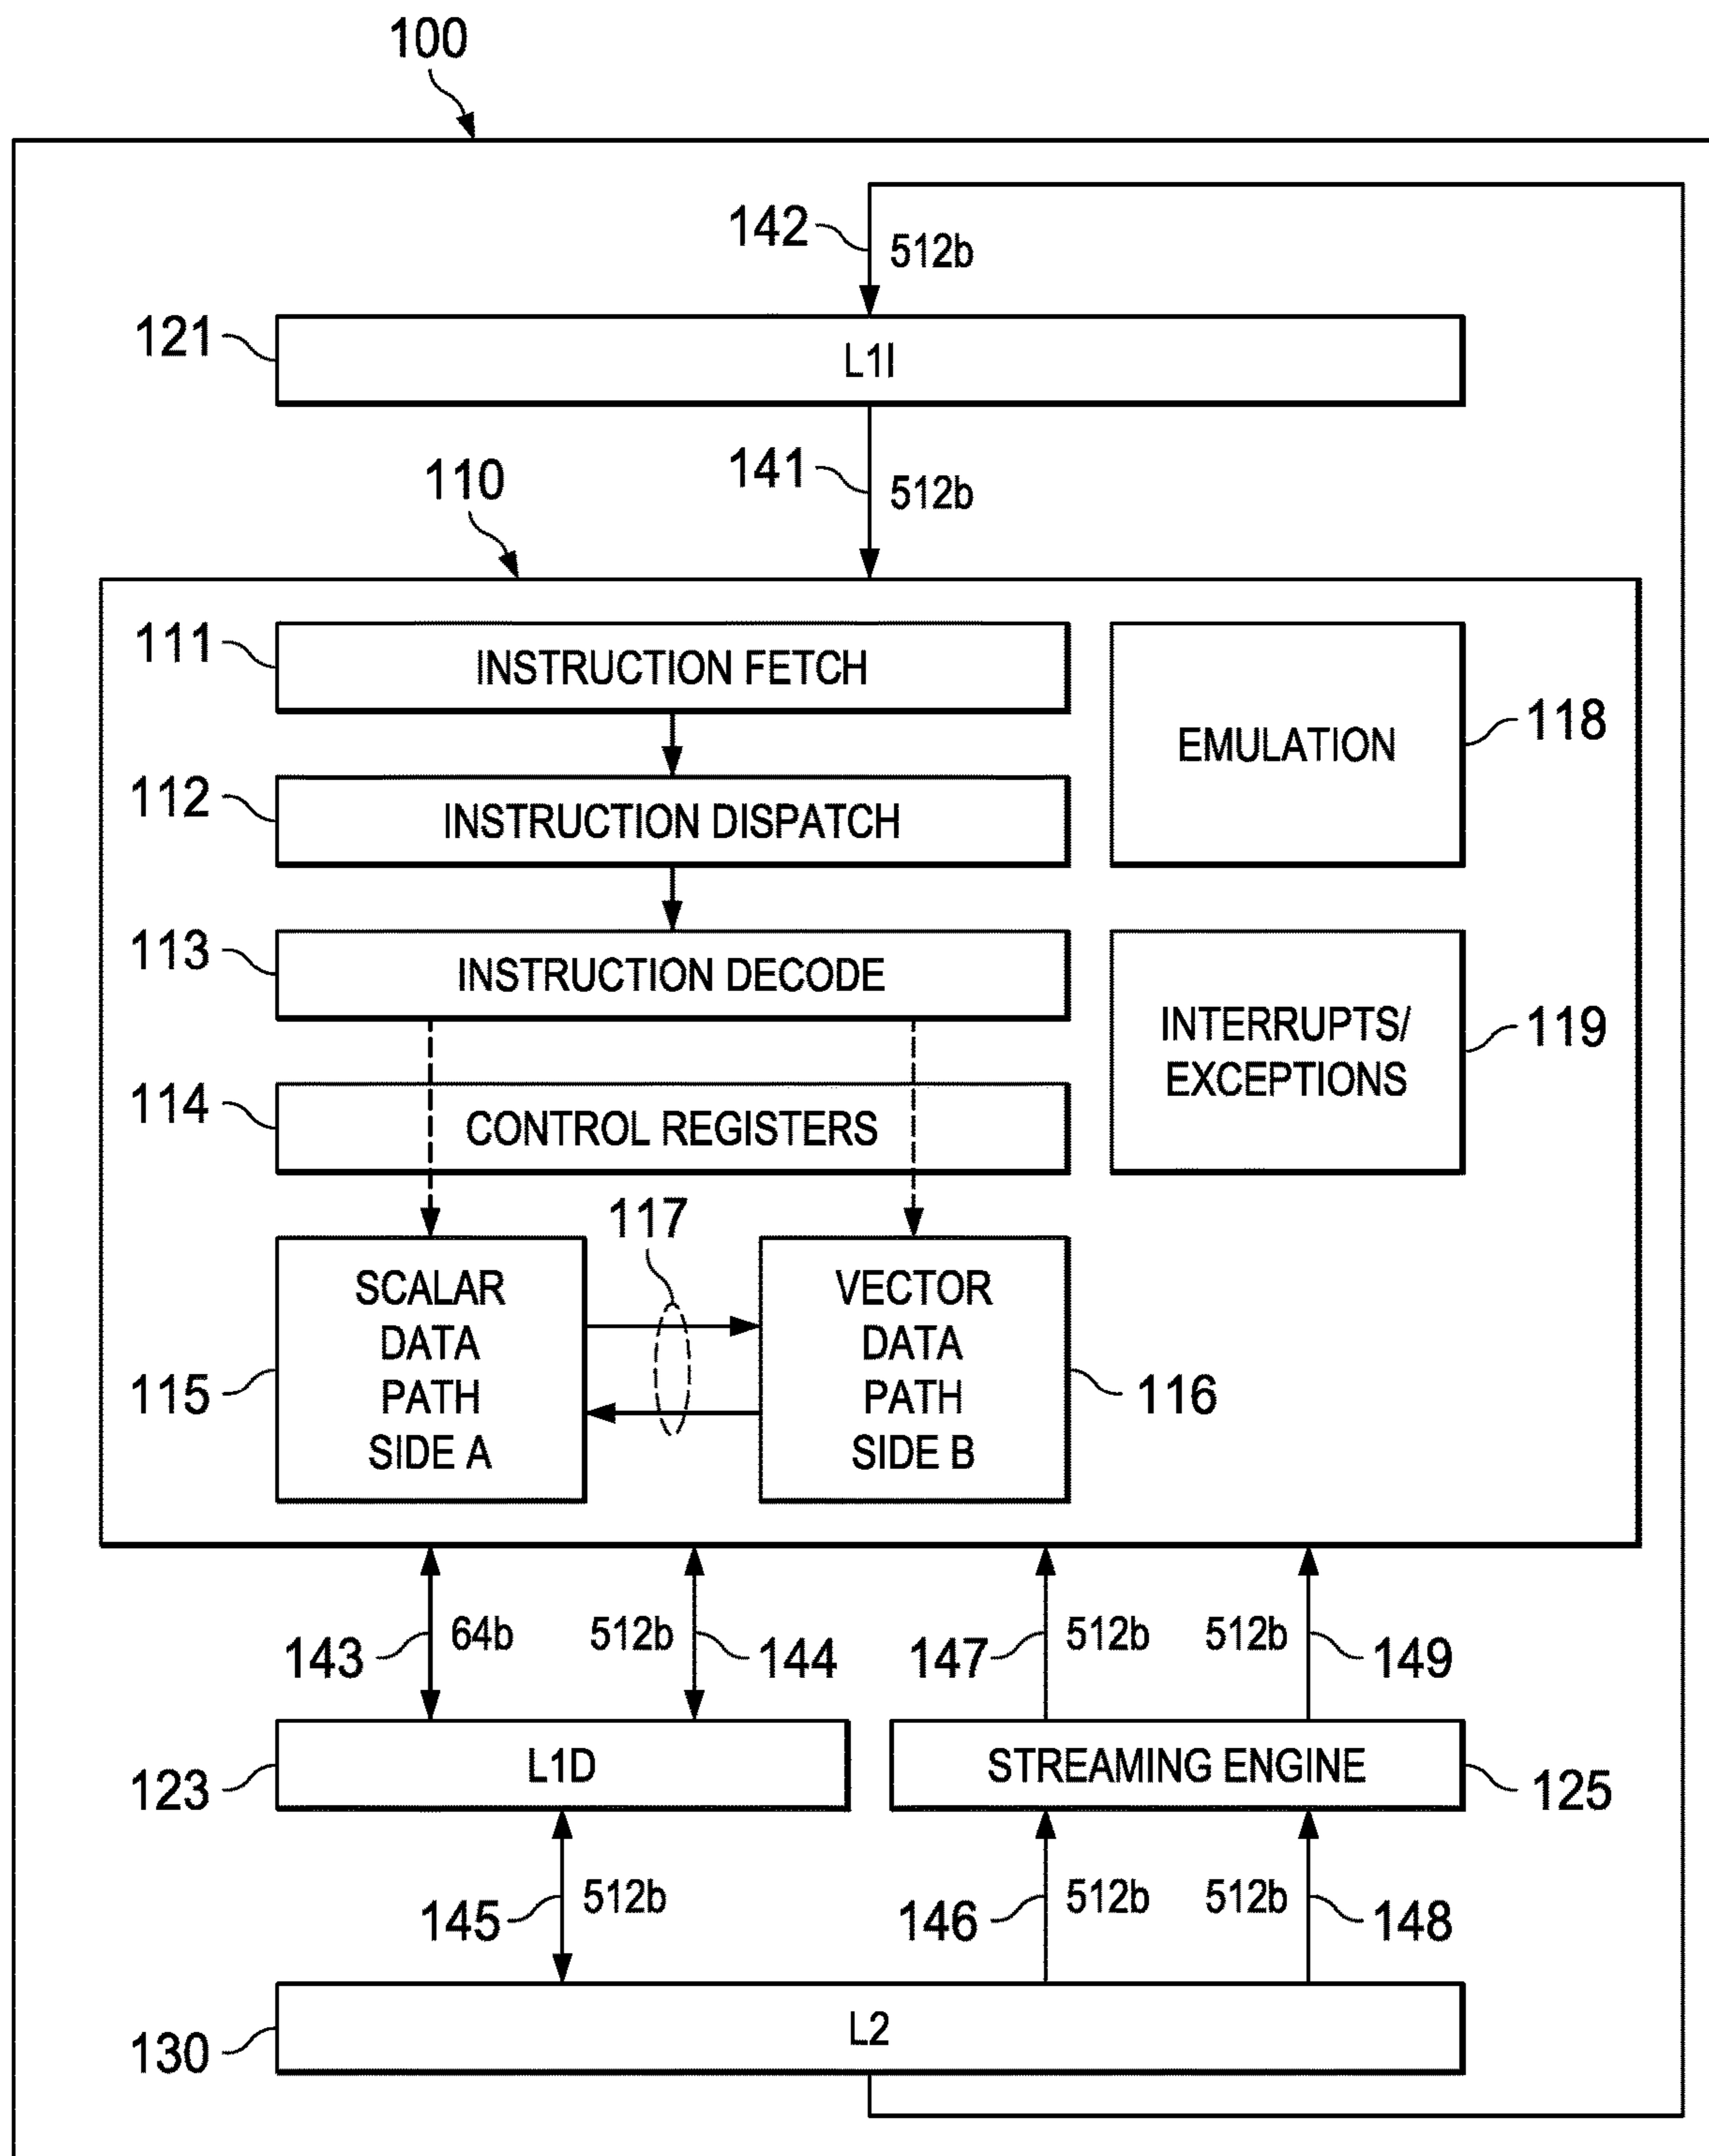 100
142
512b
121
L1I
141
512b
110
111
INSTRUCTION FETCH
EMULATION
118
112
INSTRUCTION DISPATCH
113
INSTRUCTION DECODE
INTERRUPTS/
EXCEPTIONS
119
114
CONTROL REGISTERS
117
SCALAR
DATA
PATH
SIDE A
115
VECTOR
DATA
PATH
SIDE B
116
143
64b
512b
144
147
512b
512b
149
123
L1D
STREAMING ENGINE
125
145
512b
146
512b
512b
148
130
L2